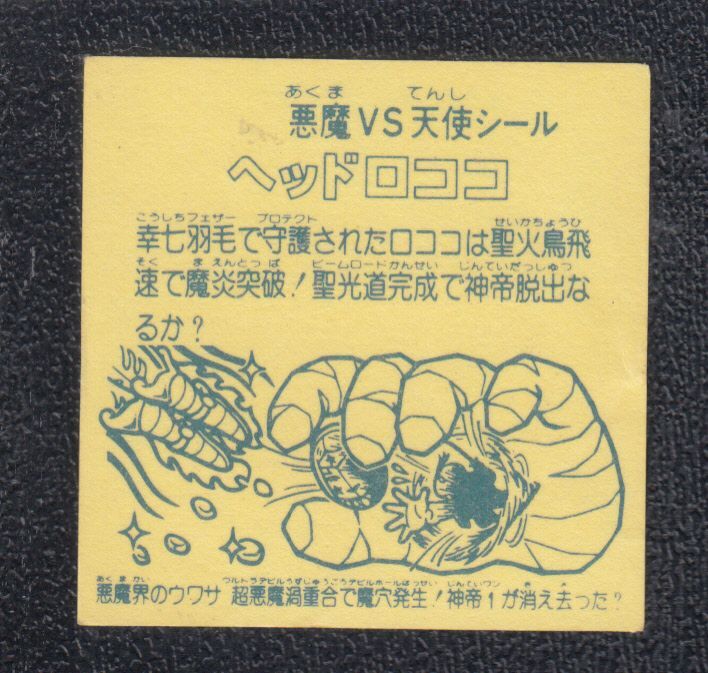 あくま てんし
悪魔VS天使シール
ヘッドロココ
こうしちフェザー プロテクト せいかちょうひ
幸七羽毛で守護されたロココは聖火鳥飛
そく まえんとっぱ ビームロードかんせい じんていだっしゅつ
速で魔炎突破！聖光道完成で神帝脱出な
るか？
あくまかい ウルトラデビルうずじゅうごうデビルホールはっせい じんていワン き さ
悪魔界のウワサ 超悪魔渦重合で魔穴発生！神帝1が消え去った？